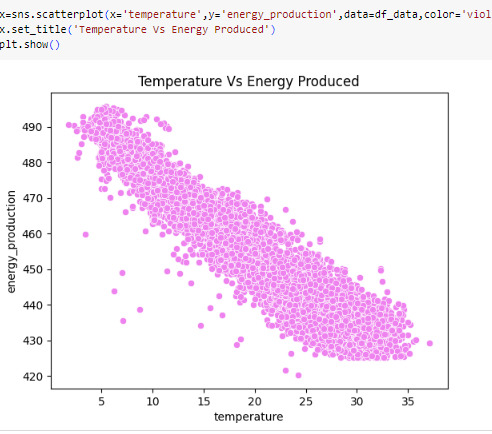 x=sns.scatterplot(x='temperature',y='energy_production',data=df_data,color='viol
x.set_title('Temperature Vs Energy Produced')
plt.show()
Temperature Vs Energy Produced
490
480
470
460
450
440
430
420
energy_production
5 10 15 20 25 30 35
temperature